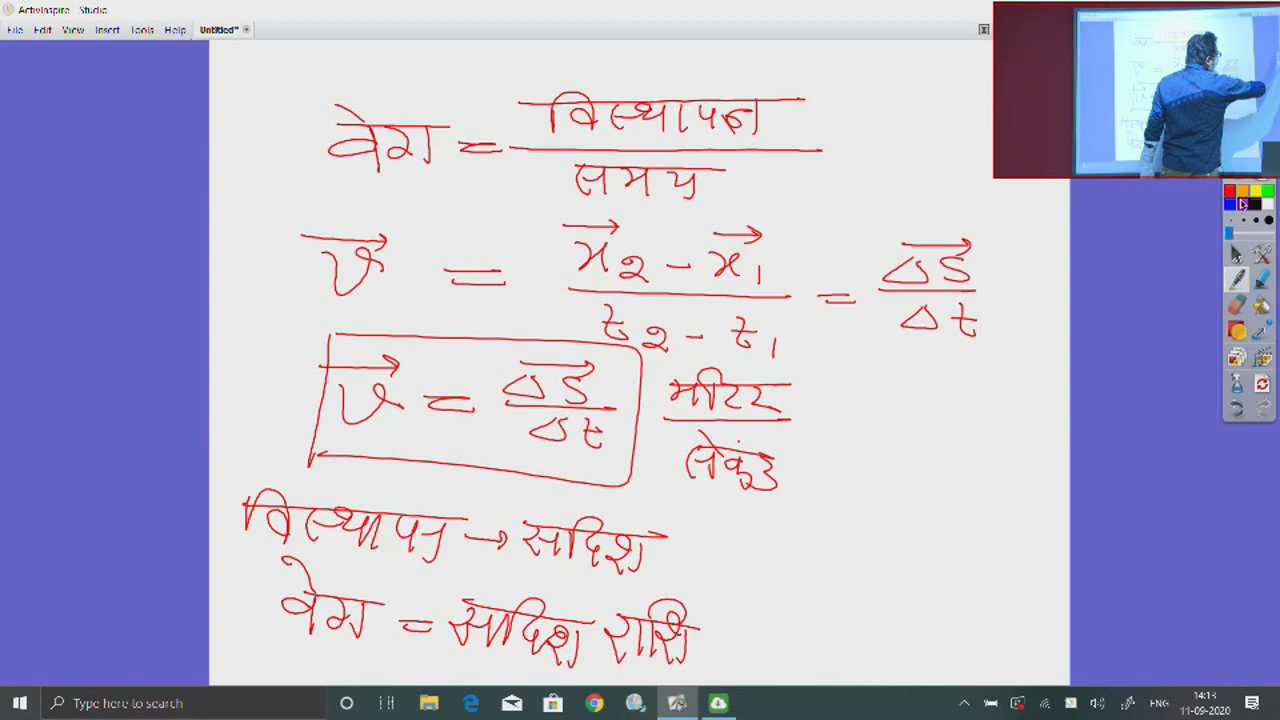 ActivInspire - Studio
File Edit View Insert Tools Help Untitled*
वेग = विस्थापन / समय
v⃗ = x⃗₂ - x⃗₁ / t₂ - t₁ = Δs⃗ / Δt
v⃗ = Δs⃗ / Δt मीटर / सेकंड
विस्थापन → सदिश
वेग = सदिश राशि
Type here to search
ENG
14:13
11-09-2020